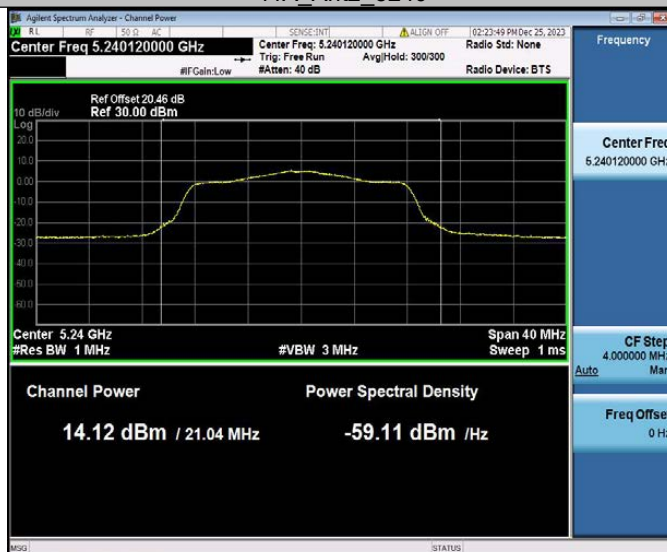 Agilent Spectrum Analyzer - Channel Power
RL RF 50 Ω AC SENSE:INT ALIGN OFF 02:23:49 PM Dec 25, 2023
Center Freq 5.240120000 GHz Center Freq: 5.240120000 GHz Radio Std: None Frequency
Trig: Free Run Avg|Hold: 300/300
#IFGain:Low #Atten: 40 dB Radio Device: BTS
Ref Offset 20.46 dB
10 dB/div Ref 30.00 dBm
Log
20.0
10.0
0.00
-10.0
-20.0
-30.0
-40.0
-50.0
-60.0
Center Freq
5.240120000 GHz
Center 5.24 GHz Span 40 MHz
#Res BW 1 MHz #VBW 3 MHz Sweep 1 ms
CF Step
4.000000 MHz
Auto Man
Channel Power Power Spectral Density
14.12 dBm / 21.04 MHz -59.11 dBm /Hz
Freq Offset
0 Hz
MSG STATUS